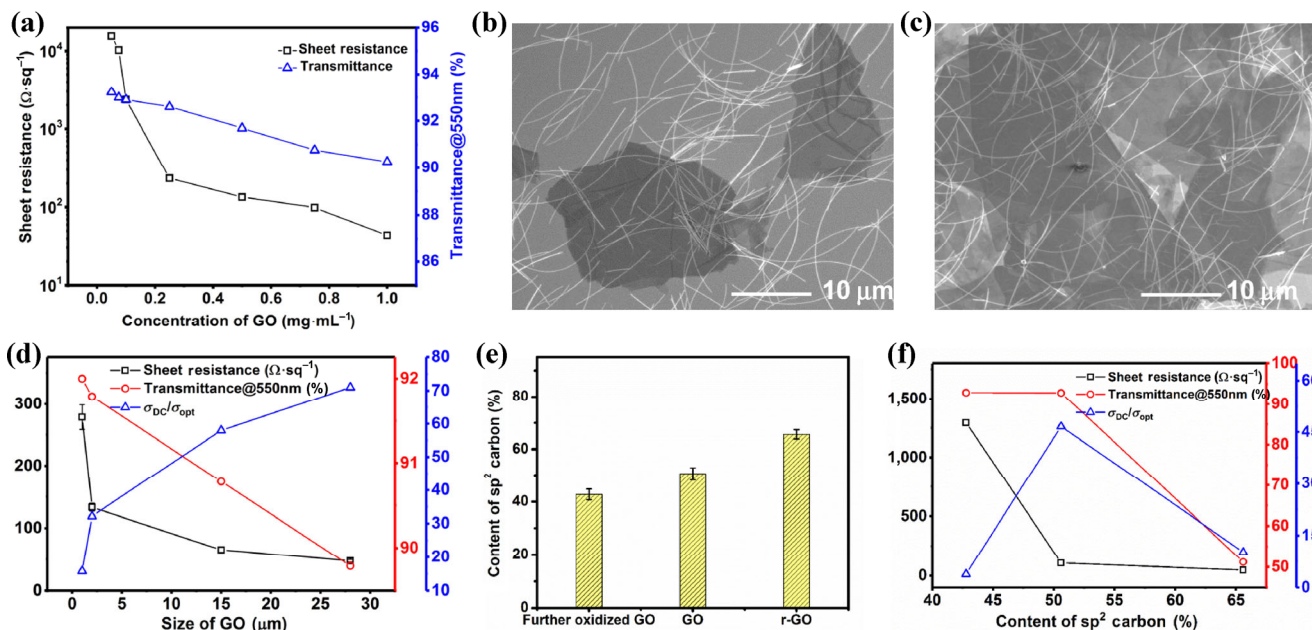 (a)
10⁴
10³
10²
10¹
Sheet resistance (Ω·sq⁻¹)
Sheet resistance
Transmittance
96
94
92
90
88
86
Transmittance@550nm (%)
0.0 0.2 0.4 0.6 0.8 1.0
Concentration of GO (mg·mL⁻¹)
(b)
10 μm
(c)
10 μm
(d)
300
200
100
0
Sheet resistance (Ω·sq⁻¹)
Transmittance@550nm (%)
σDC/σopt
92
91
90
80
70
60
50
40
30
20
10
0 5 10 15 20 25 30
Size of GO (μm)
(e)
80
60
40
20
0
Content of sp² carbon (%)
Further oxidized GO GO r-GO
(f)
1,500
1,000
500
0
Sheet resistance (Ω·sq⁻¹)
Transmittance@550nm (%)
σDC/σopt
100
90
80
70
60
50
60
45
30
15
0
40 45 50 55 60 65
Content of sp² carbon (%)